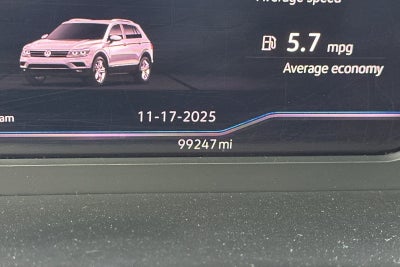 Average speed
5.7 mpg
Average economy
am
11-17-2025
99247 mi